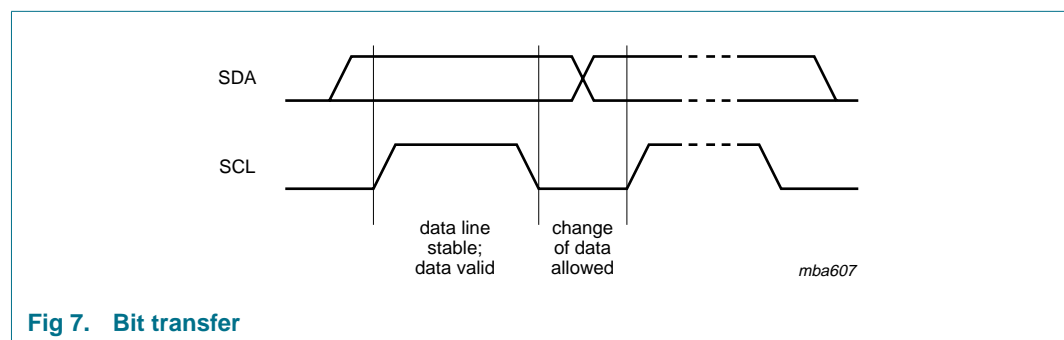 SDA
SCL
data line
stable;
data valid
change
of data
allowed
mba607
Fig 7. Bit transfer